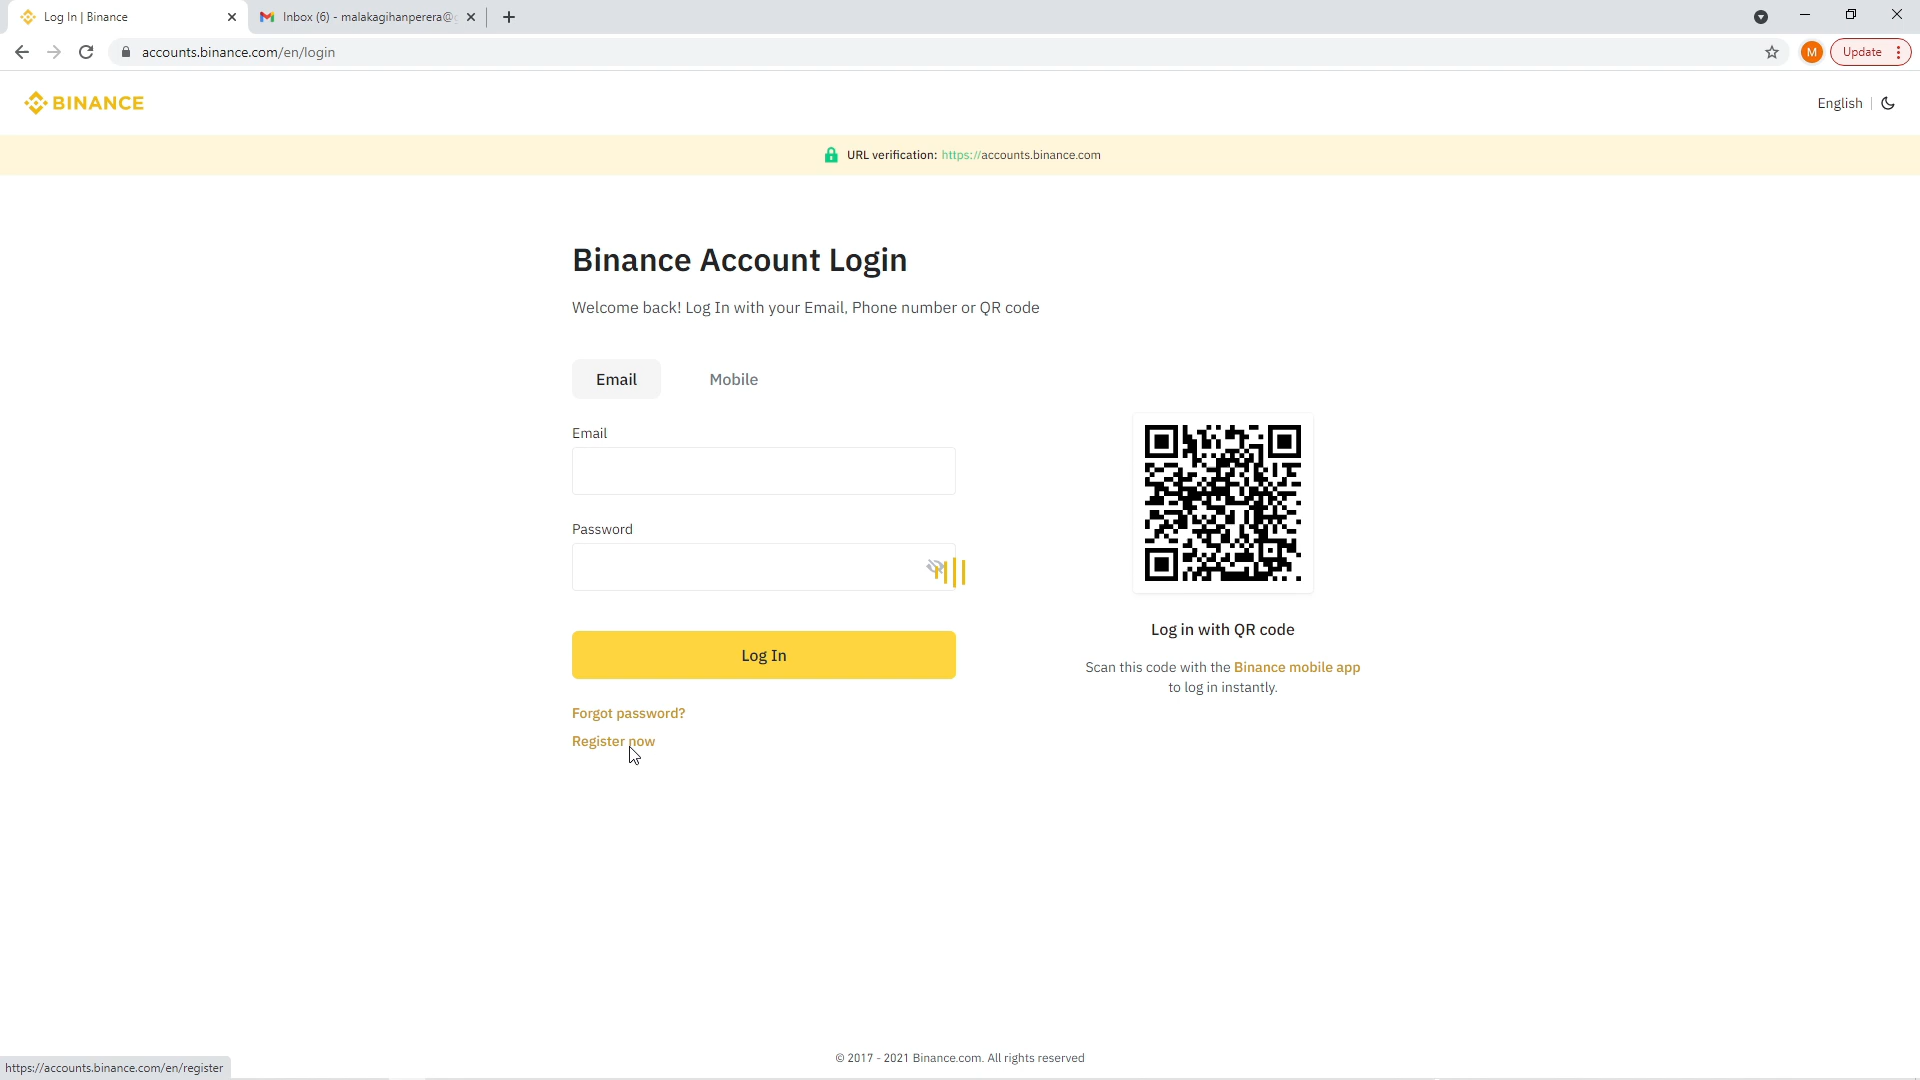 Log In | Binance
Inbox (6) - malakagihanperera@g
accounts.binance.com/en/login
M
Update
BINANCE
English
URL verification: https://accounts.binance.com
Binance Account Login
Welcome back! Log In with your Email, Phone number or QR code
Email
Mobile
Email
Password
Log In
Forgot password?
Register now
Log in with QR code
Scan this code with the Binance mobile app
to log in instantly.
© 2017 - 2021 Binance.com. All rights reserved
https://accounts.binance.com/en/register